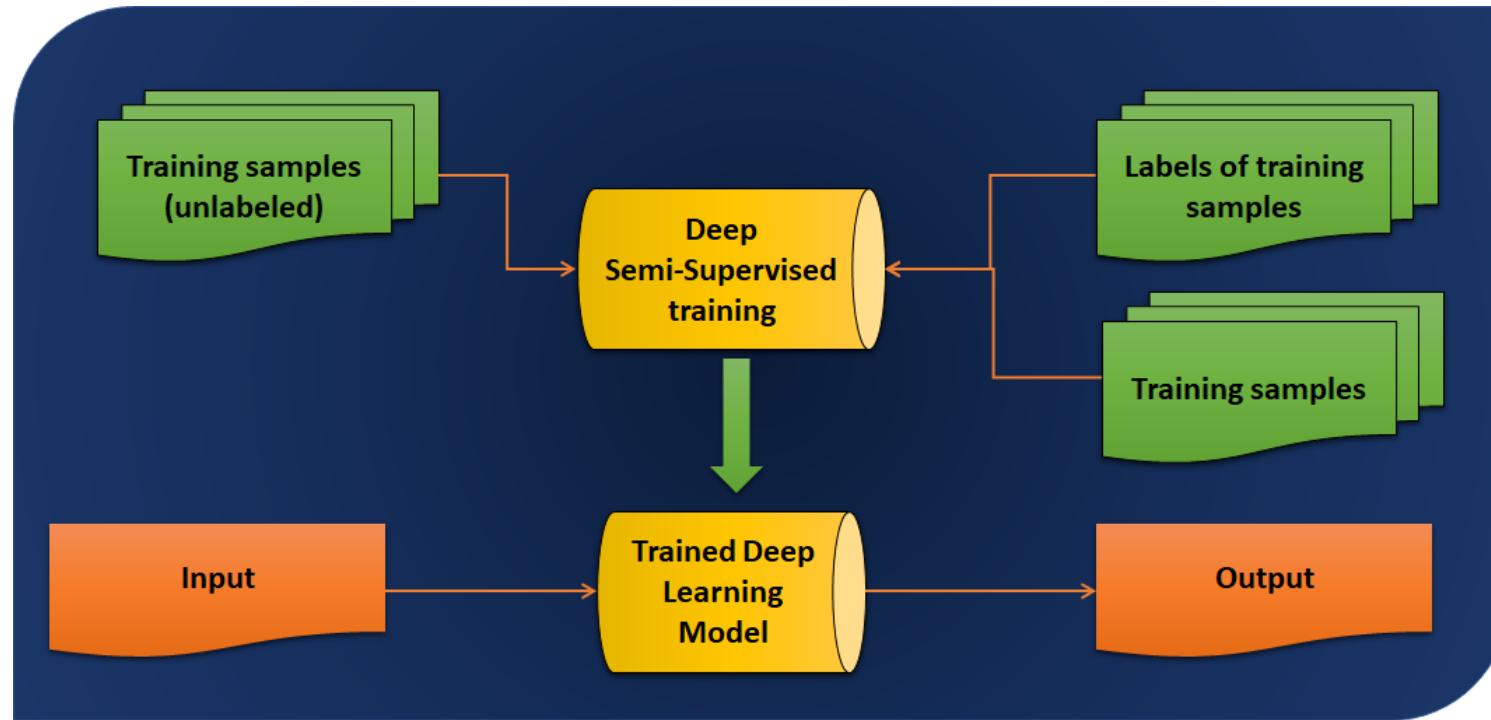 Training samples
(unlabeled)
Deep
Semi-Supervised
training
Labels of training
samples
Training samples
Input
Trained Deep
Learning
Model
Output